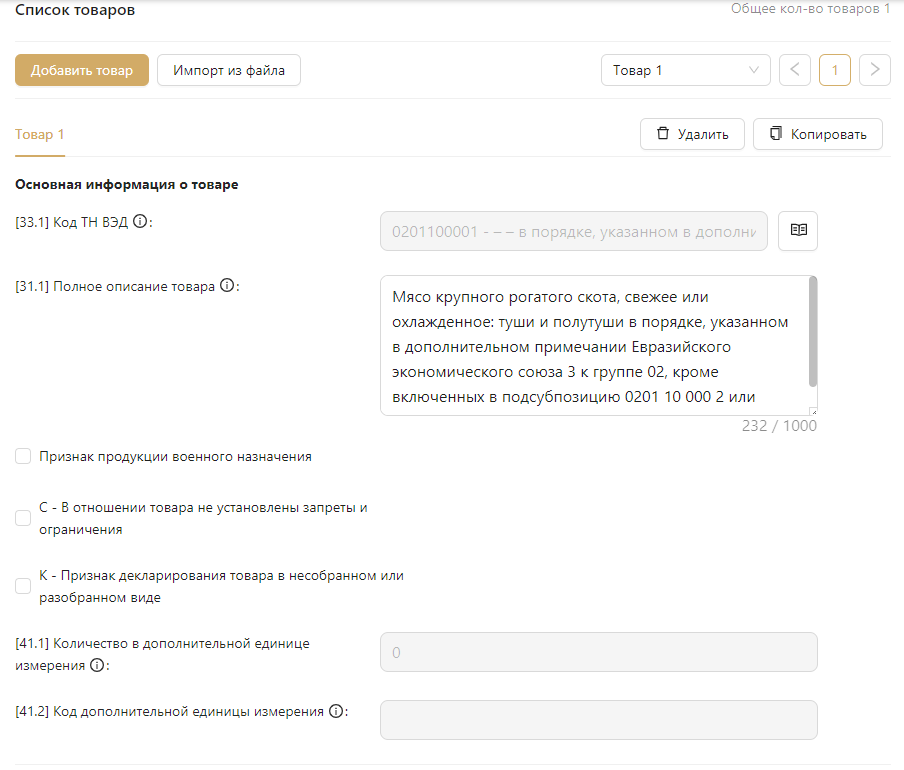 Список товаров
Общее кол-во товаров 1
Добавить товар
Импорт из файла
Товар 1
1
Товар 1
Удалить
Копировать
Основная информация о товаре
[33.1] Код ТН ВЭД :
0201100001 - – – в порядке, указанном в дополни
[31.1] Полное описание товара :
Мясо крупного рогатого скота, свежее или
охлажденное: туши и полутуши в порядке, указанном
в дополнительном примечании Евразийского
экономического союза 3 к группе 02, кроме
включенных в подсубпозицию 0201 10 000 2 или
232 / 1000
Признак продукции военного назначения
С - В отношении товара не установлены запреты и
ограничения
К - Признак декларирования товара в несобранном или
разобранном виде
[41.1] Количество в дополнительной единице
измерения :
0
[41.2] Код дополнительной единицы измерения :